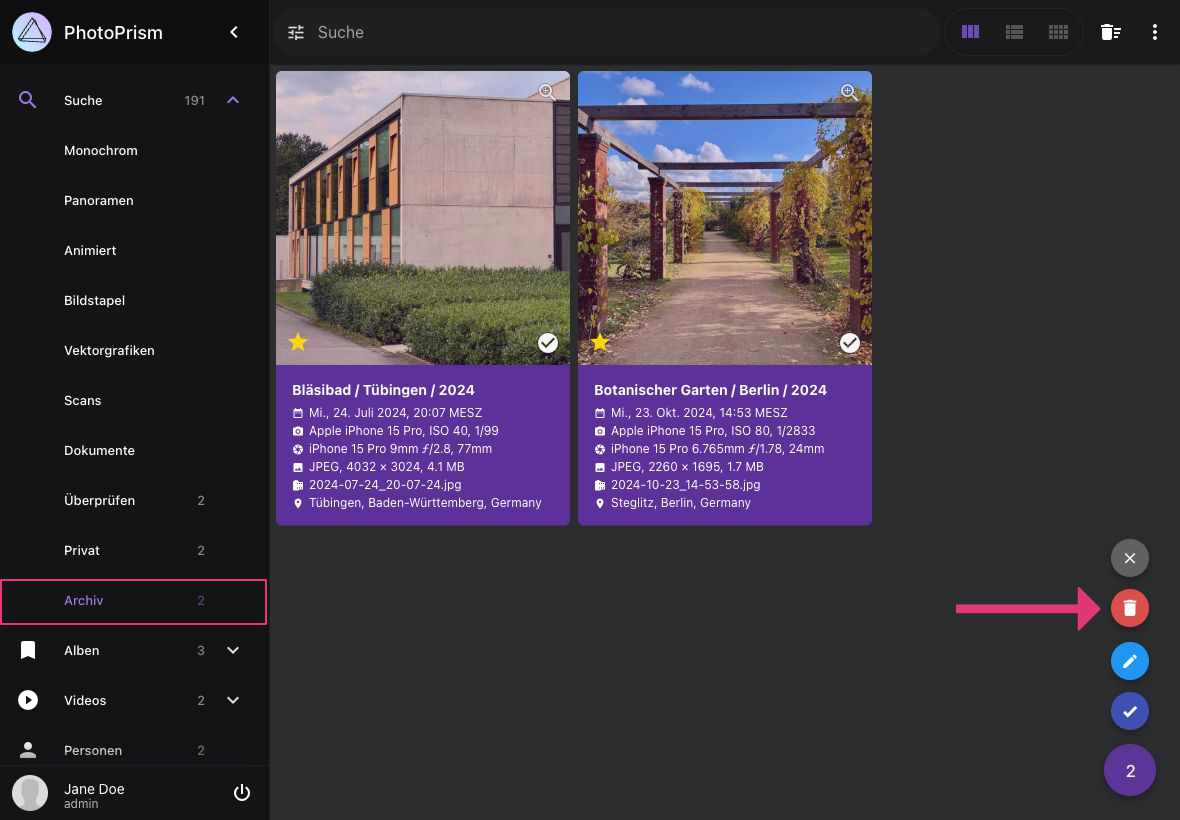 PhotoPrism
Suche
Suche 191
Monochrom
Panoramen
Animiert
Bildstapel
Vektorgrafiken
Scans
Dokumente
Überprüfen 2
Privat 2
Archiv 2
Alben 3
Videos 2
Personen 2
Jane Doe
admin
Bläsibad / Tübingen / 2024
Mi., 24. Juli 2024, 20:07 MESZ
Apple iPhone 15 Pro, ISO 40, 1/99
iPhone 15 Pro 9mm ƒ/2.8, 77mm
JPEG, 4032 × 3024, 4.1 MB
2024-07-24_20-07-24.jpg
Tübingen, Baden-Württemberg, Germany
Botanischer Garten / Berlin / 2024
Mi., 23. Okt. 2024, 14:53 MESZ
Apple iPhone 15 Pro, ISO 80, 1/2833
iPhone 15 Pro 6.765mm ƒ/1.78, 24mm
JPEG, 2260 × 1695, 1.7 MB
2024-10-23_14-53-58.jpg
Steglitz, Berlin, Germany
2